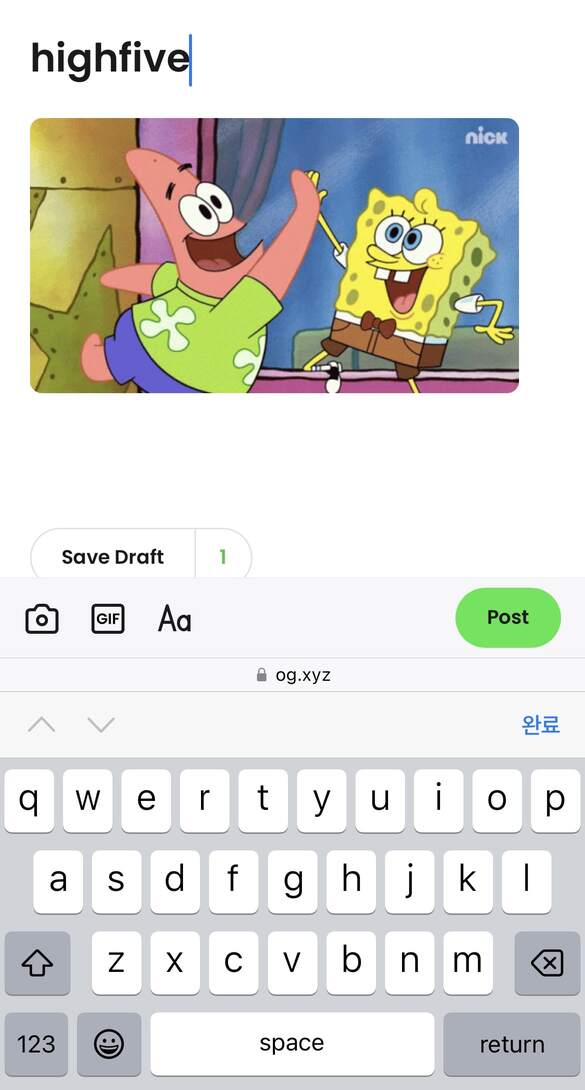 highfive
nick
Save Draft 1
GIF Aa Post
og.xyz
완료
q w e r t y u i o p
a s d f g h j k l
z x c v b n m
123 space return